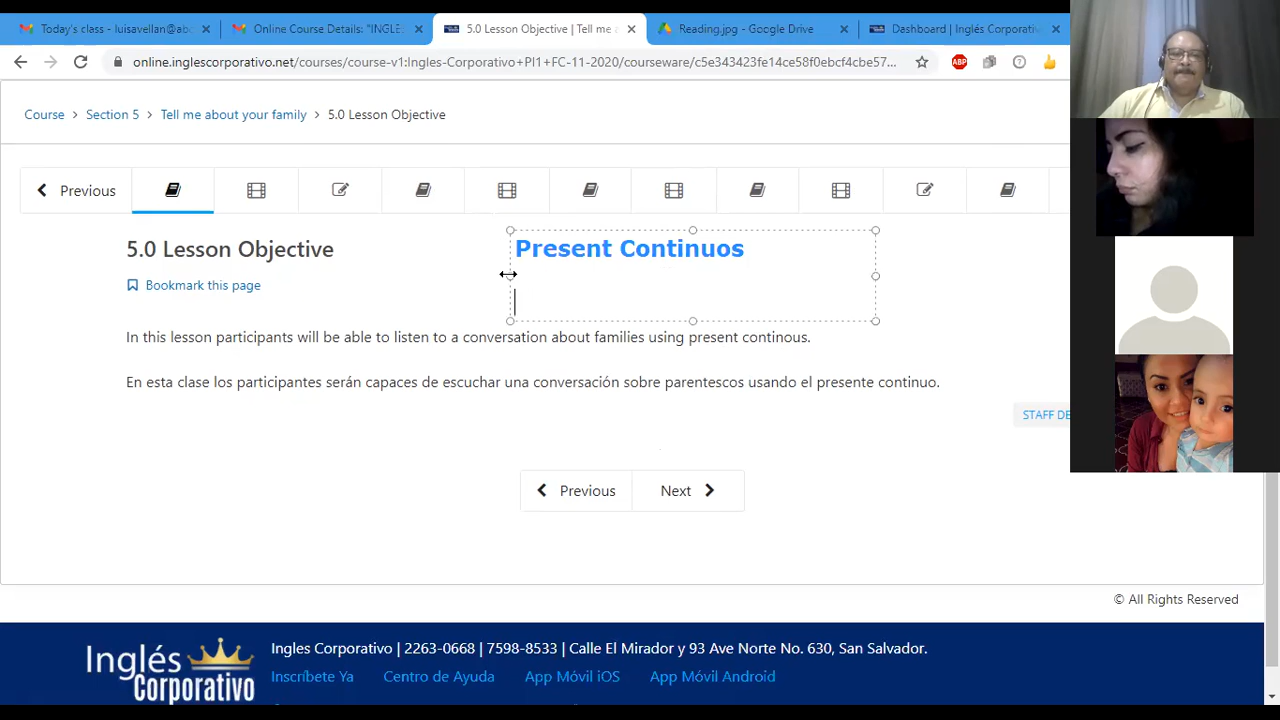 Today's class - luisavellan@abc
Online Course Details: "INGLÉ
5.0 Lesson Objective | Tell me a
Reading.jpg - Google Drive
Dashboard | Inglés Corporativ
online.inglescorporativo.net/courses/course-v1:Ingles-Corporativo+PI1+FC-11-2020/courseware/c5e343423fe14ce58f0ebcf4cbe57...
ABP
Course > Section 5 > Tell me about your family > 5.0 Lesson Objective
Previous
5.0 Lesson Objective
Present Continuos
Bookmark this page
In this lesson participants will be able to listen to a conversation about families using present continous.
En esta clase los participantes serán capaces de escuchar una conversación sobre parentescos usando el presente continuo.
STAFF DE
Previous
Next
© All Rights Reserved
Inglés Corporativo
Ingles Corporativo | 2263-0668 | 7598-8533 | Calle El Mirador y 93 Ave Norte No. 630, San Salvador.
Inscríbete Ya
Centro de Ayuda
App Móvil iOS
App Móvil Android